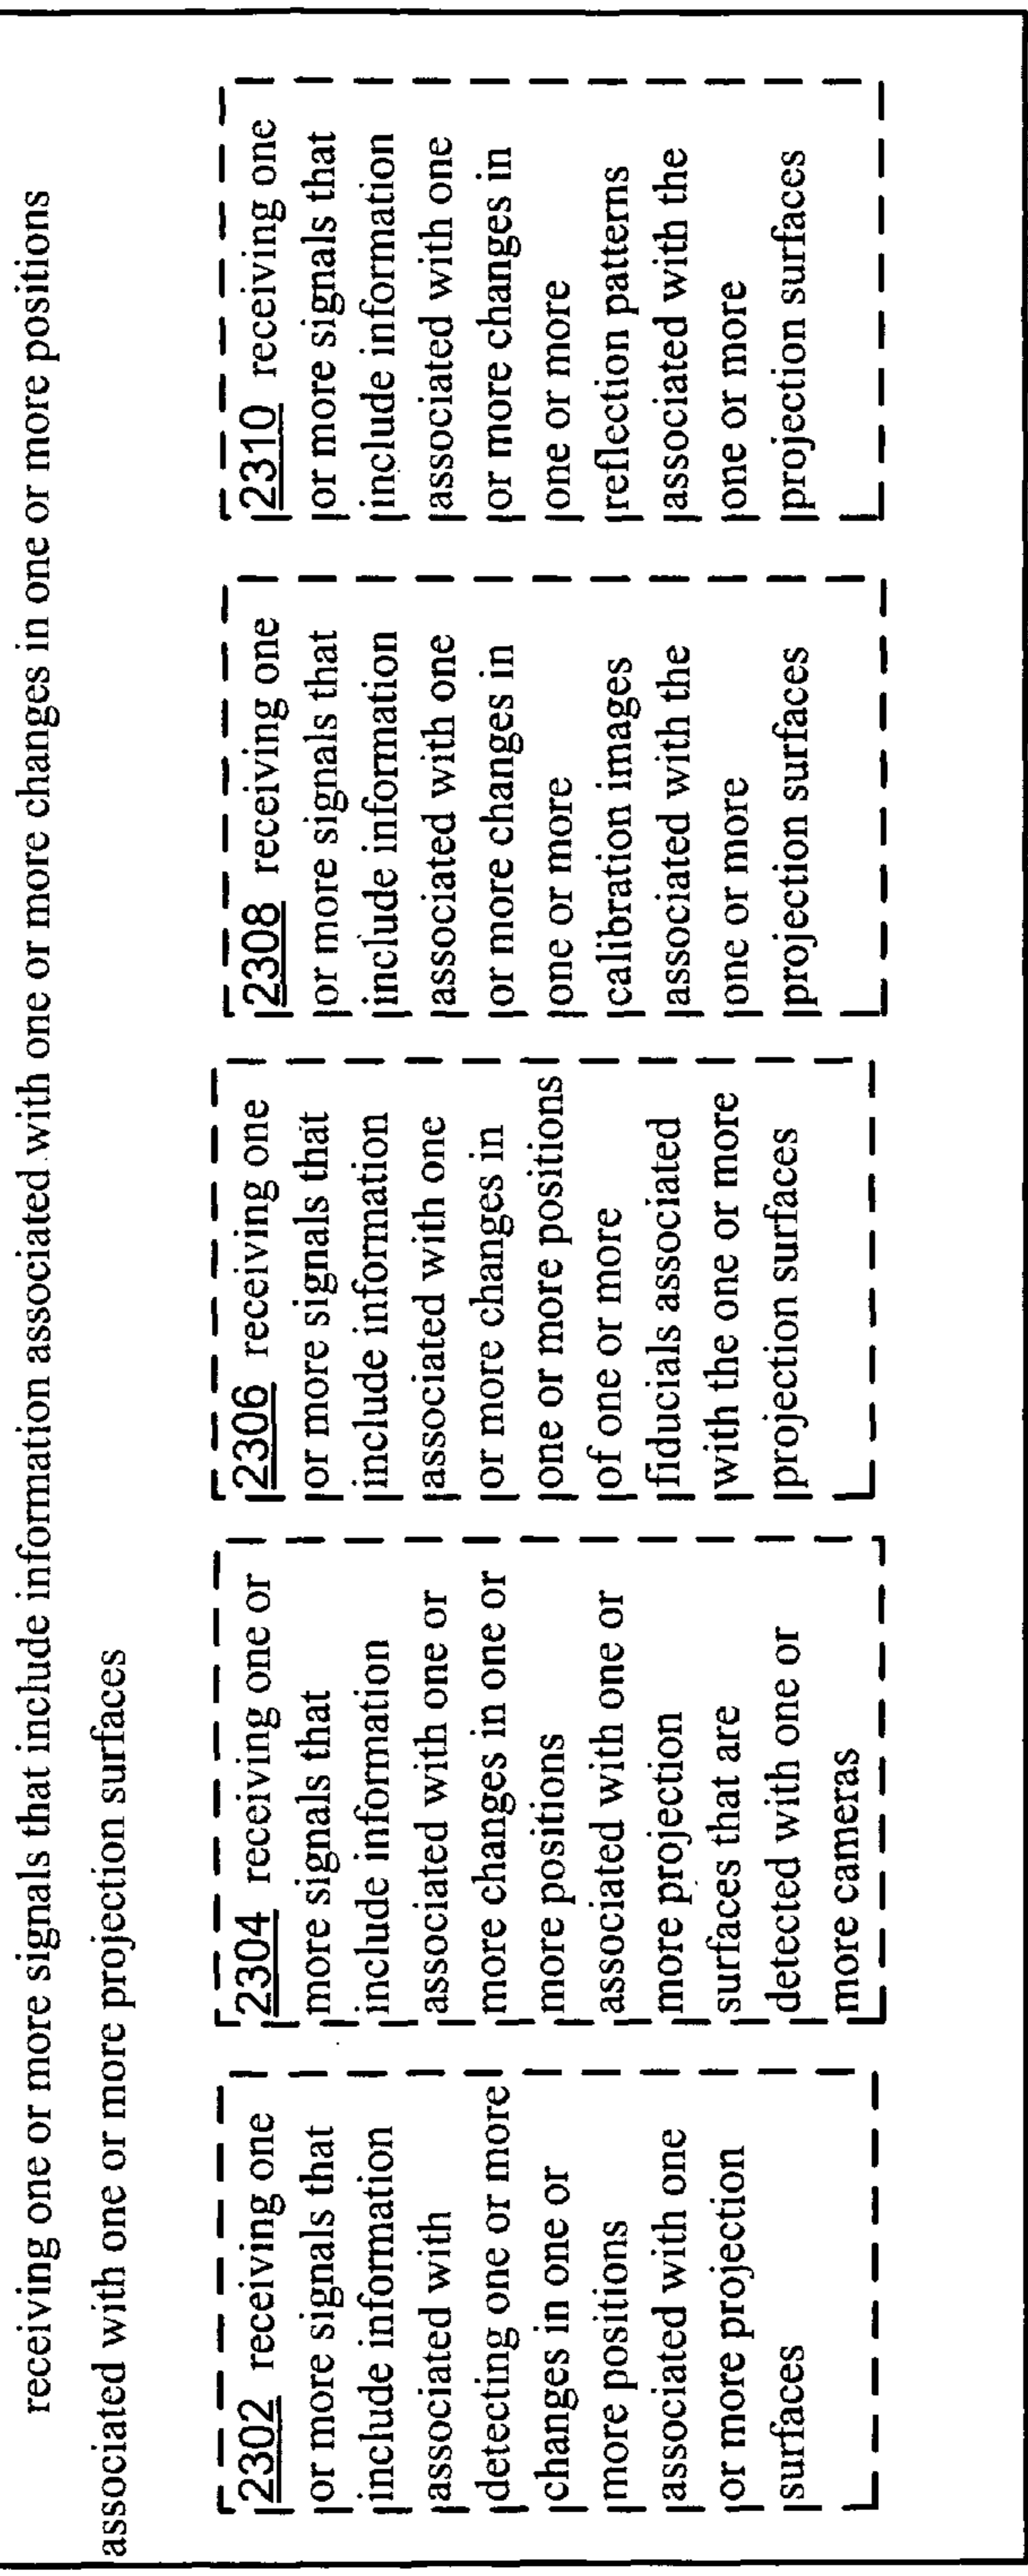 receiving one or more signals that include information associated with one or more changes in one or more positions
associated with one or more projection surfaces
2302 receiving one
or more signals that
include information
associated with
detecting one or more
changes in one or
more positions
associated with one
or more projection
surfaces
2304 receiving one or
more signals that
include information
associated with one or
more changes in one or
more positions
associated with one or
more projection
surfaces that are
detected with one or
more cameras
2306 receiving one
or more signals that
include information
associated with one
or more changes in
one or more positions
of one or more
fiducials associated
with the one or more
projection surfaces
2308 receiving one
or more signals that
include information
associated with one
or more changes in
one or more
calibration images
associated with the
one or more
projection surfaces
2310 receiving one
or more signals that
include information
associated with one
or more changes in
one or more
reflection patterns
associated with the
one or more
projection surfaces